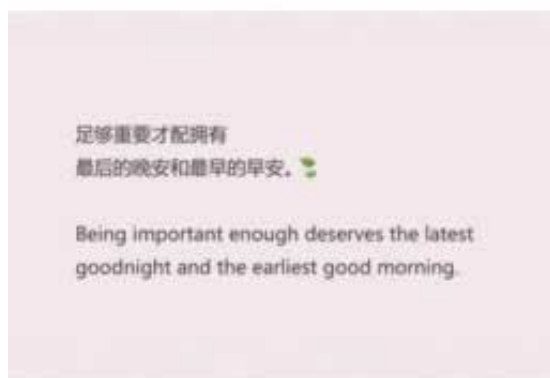 足够重要才配拥有
最后的晚安和最早的早安。🌱
Being important enough deserves the latest
goodnight and the earliest good morning.